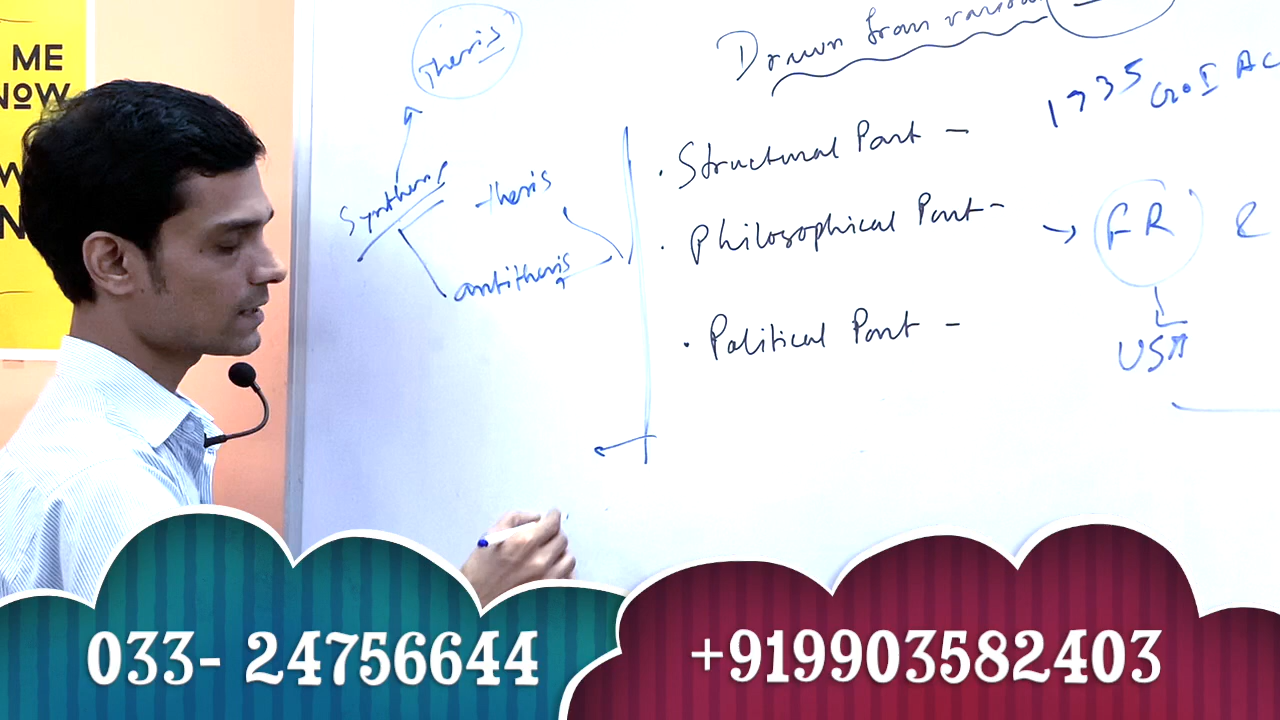 ME
NOW
thesis
Drawn from various
1935 G.o.I Ac
Structural Part -
Synthesis
thesis
Philosophical Part -
→ FR &
antithesis
Political Part -
USA
033- 24756644
+919903582403